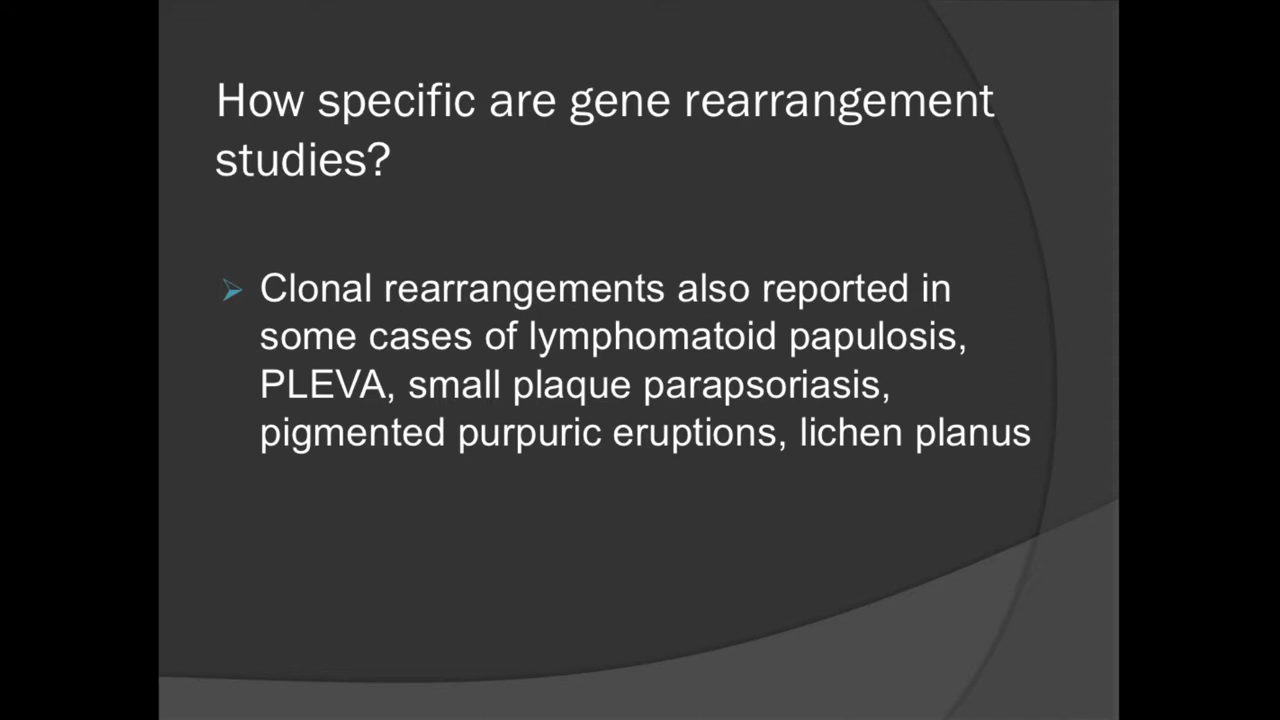 How specific are gene rearrangement
studies?
Clonal rearrangements also reported in
some cases of lymphomatoid papulosis,
PLEVA, small plaque parapsoriasis,
pigmented purpuric eruptions, lichen planus